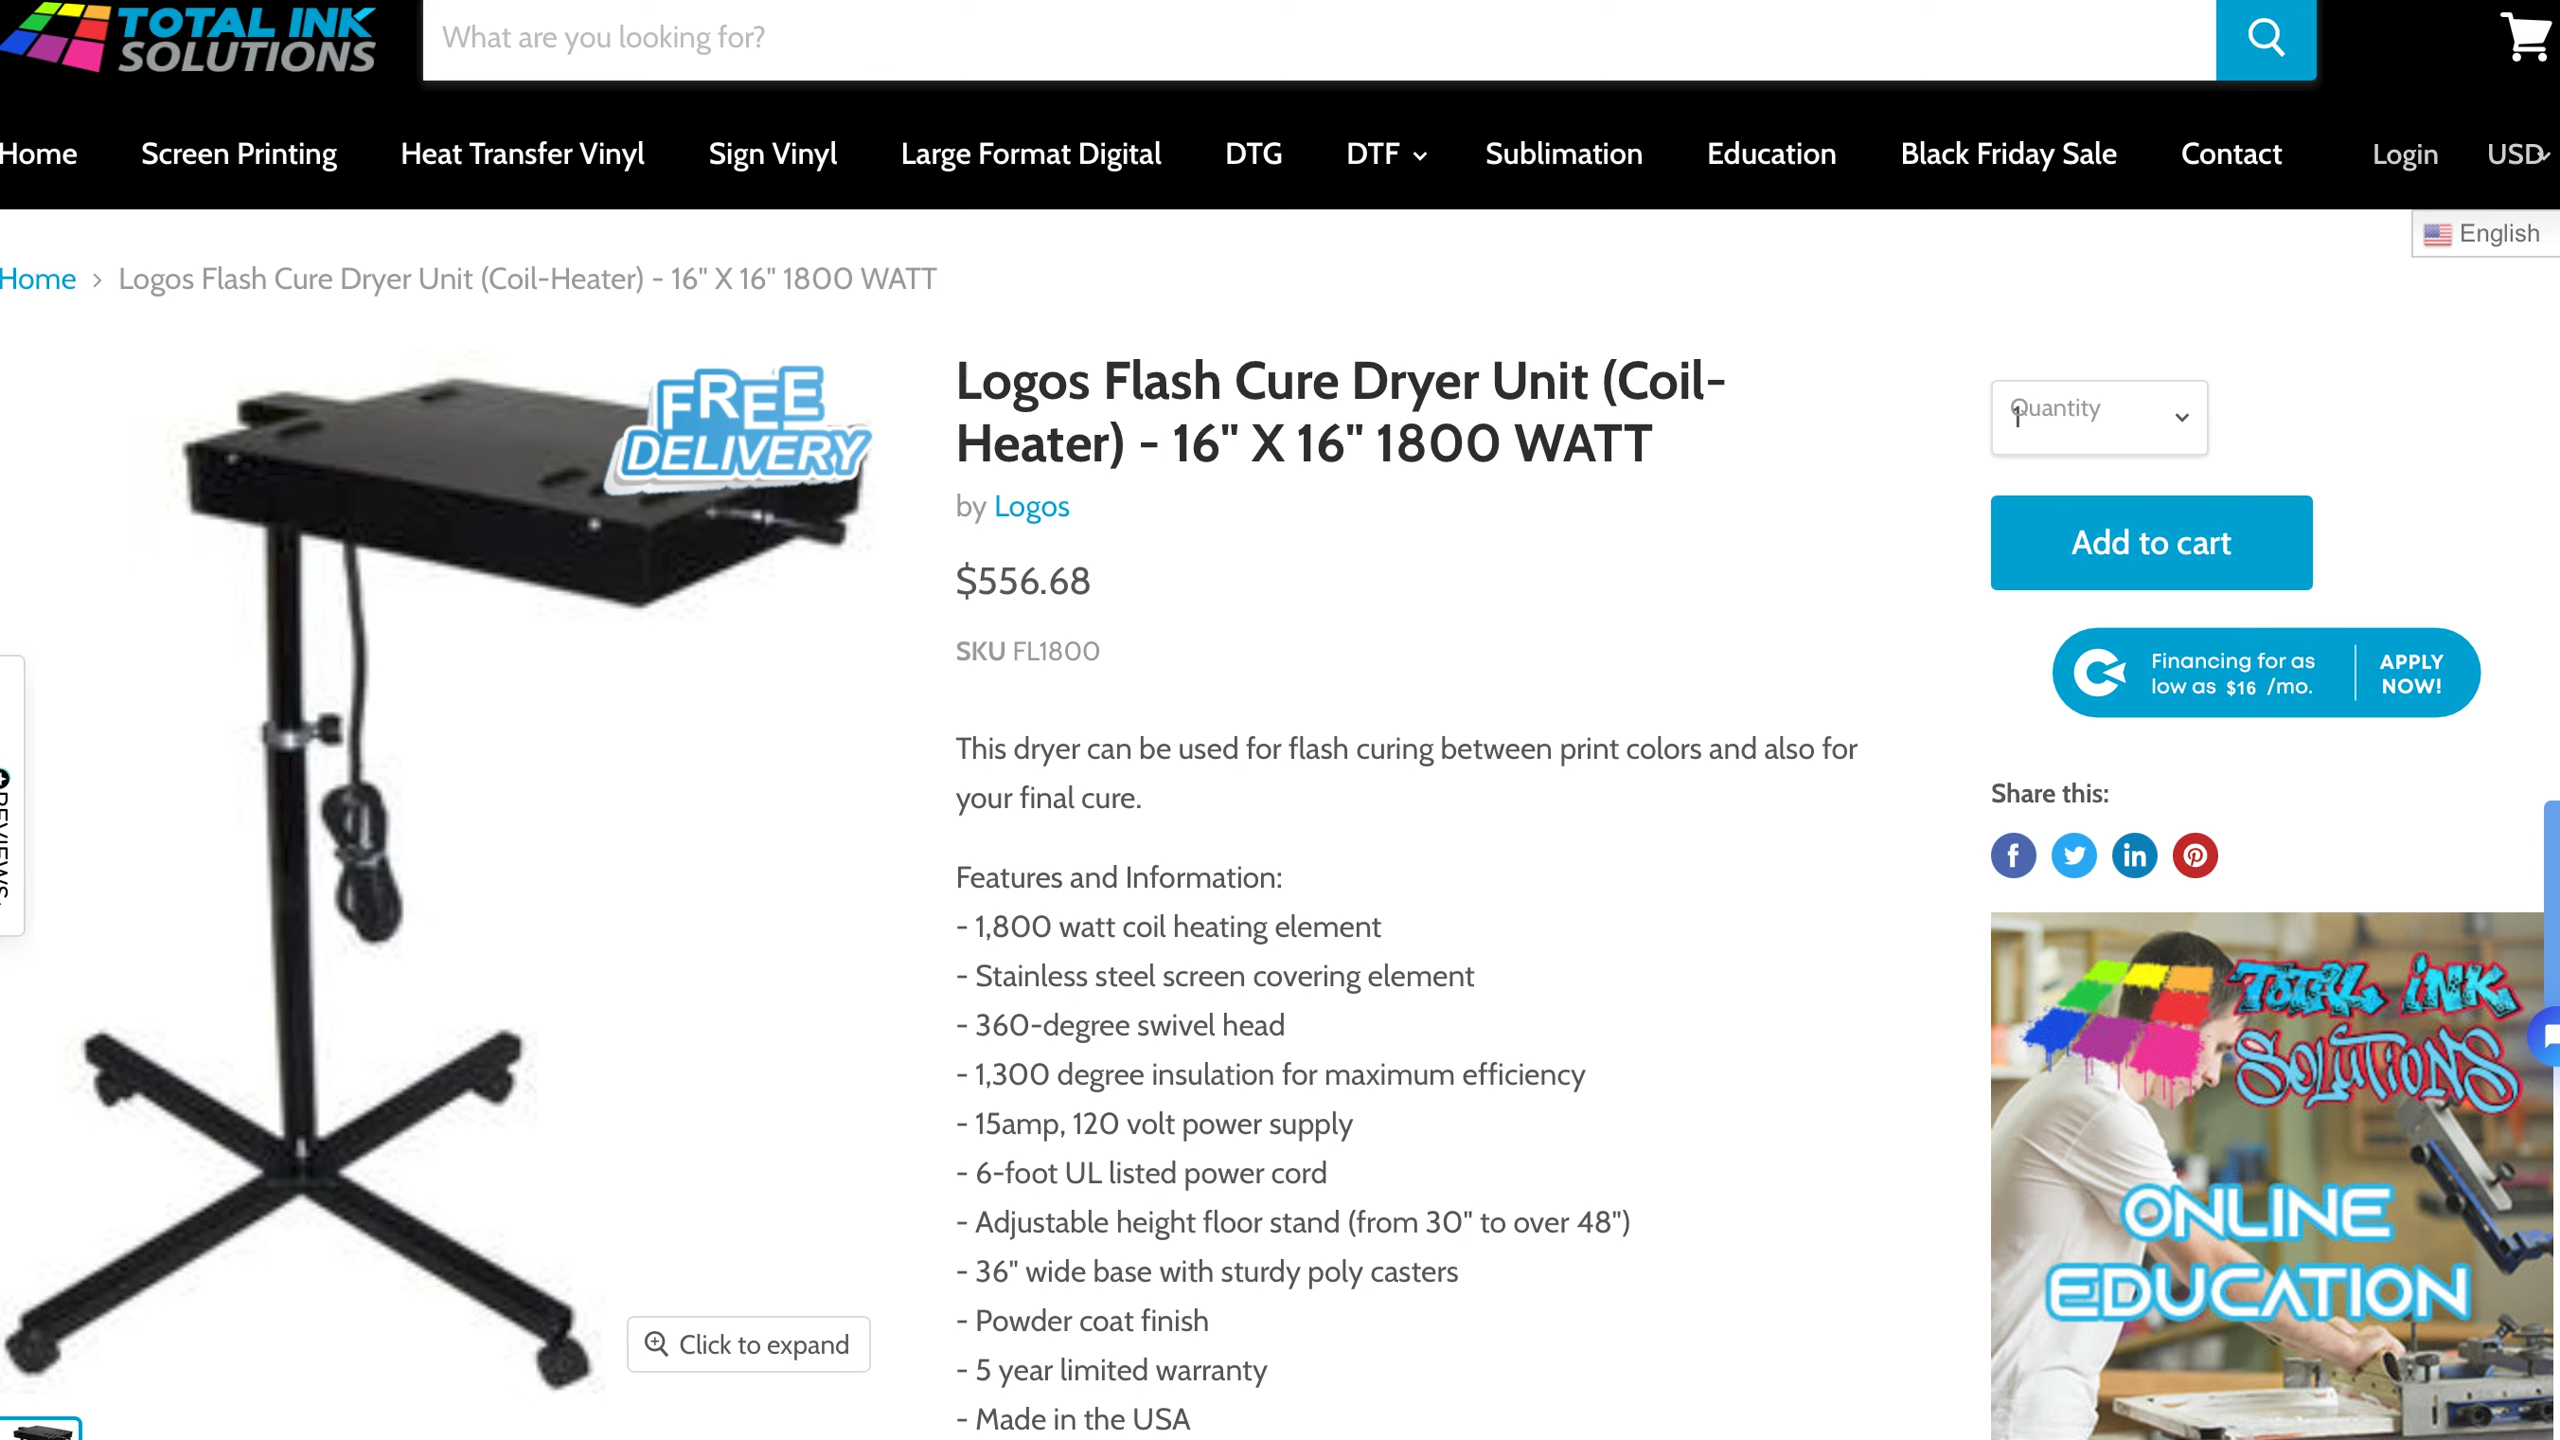 TOTAL INK
SOLUTIONS
What are you looking for?
Home Screen Printing Heat Transfer Vinyl Sign Vinyl Large Format Digital DTG DTF Sublimation Education Black Friday Sale Contact Login USD
English
Home > Logos Flash Cure Dryer Unit (Coil-Heater) - 16" X 16" 1800 WATT
FREE
DELIVERY
Click to expand
REVIEWS
Logos Flash Cure Dryer Unit (Coil-
Heater) - 16" X 16" 1800 WATT
by Logos
$556.68
SKU FL1800
This dryer can be used for flash curing between print colors and also for
your final cure.
Features and Information:
- 1,800 watt coil heating element
- Stainless steel screen covering element
- 360-degree swivel head
- 1,300 degree insulation for maximum efficiency
- 15amp, 120 volt power supply
- 6-foot UL listed power cord
- Adjustable height floor stand (from 30" to over 48")
- 36" wide base with sturdy poly casters
- Powder coat finish
- 5 year limited warranty
- Made in the USA
Quantity
1
Add to cart
Financing for as
low as $16 /mo.
APPLY
NOW!
Share this:
TOTAL INK
SOLUTIONS
ONLINE
EDUCATION